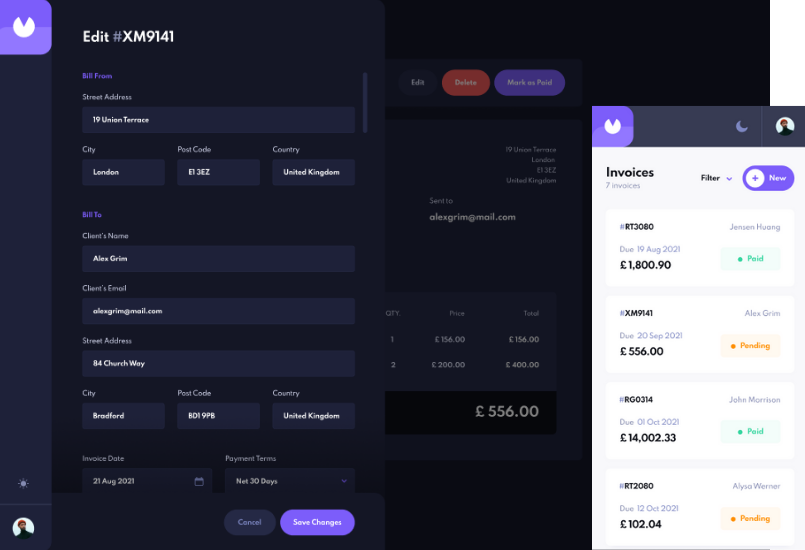 Edit #XM9141
Bill From
Street Address
19 Union Terrace
City Post Code Country
London E1 3EZ United Kingdom
Bill To
Client's Name
Alex Grim
Client's Email
alexgrim@mail.com
Street Address
84 Church Way
City Post Code Country
Bradford BD1 9PB United Kingdom
Invoice Date Payment Terms
21 Aug 2021 Net 30 Days
Cancel Save Changes
Edit Delete Mark as Paid
19 Union Terrace
London
E1 3EZ
United Kingdom
Sent to
alexgrim@mail.com
QTY. Price Total
1 £ 156.00 £ 156.00
2 £ 200.00 £ 400.00
£ 556.00
Invoices
7 invoices
Filter
+ New
#RT3080 Jensen Huang
Due 19 Aug 2021
£ 1,800.90
Paid
#XM9141 Alex Grim
Due 20 Sep 2021
£ 556.00
Pending
#RG0314 John Morrison
Due 01 Oct 2021
£ 14,002.33
Paid
#RT2080 Alysa Werner
Due 12 Oct 2021
£ 102.04
Pending